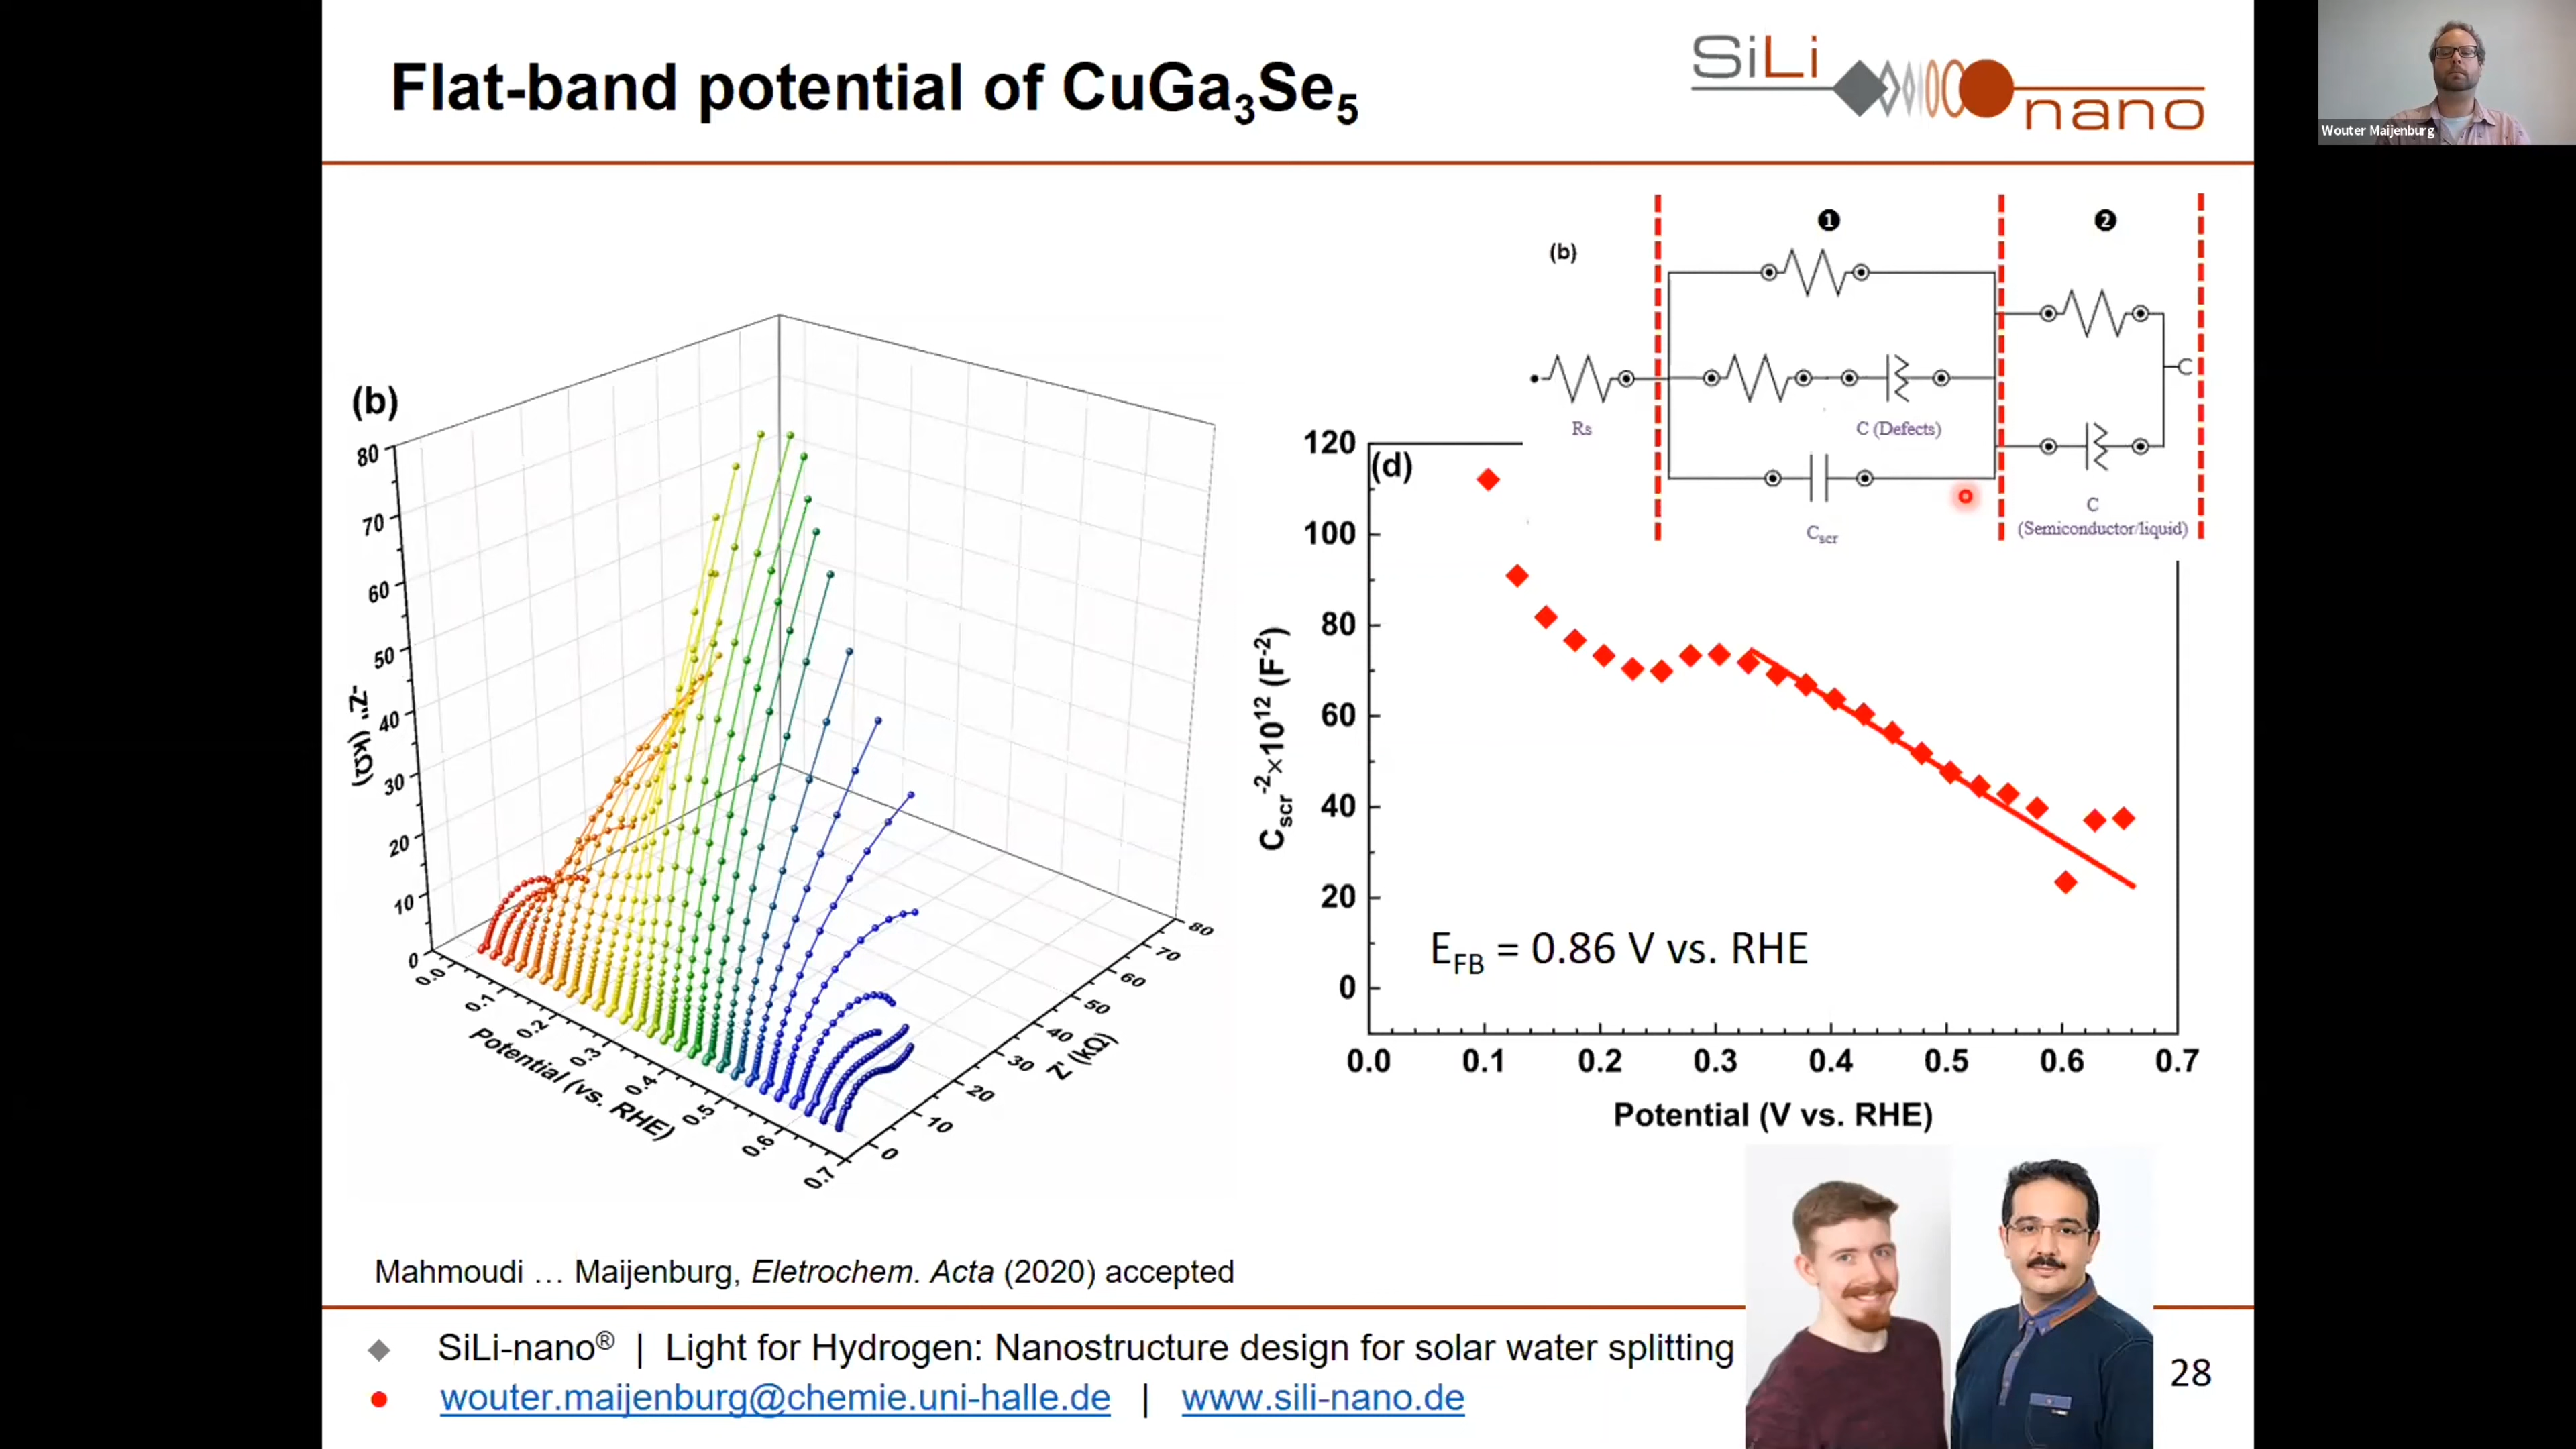 Flat-band potential of CuGa3Se5
SiLi
nano
Wouter Maijenburg
(b)
80
70
60
50
40
30
20
10
0
-Z'' (kΩ)
0.0
0.1
0.2
0.3
0.4
0.5
0.6
0.7
Potential (vs. RHE)
0
10
20
30
40
50
60
70
80
Z' (kΩ)
(b)
❶
❷
Rs
C (Defects)
Cscr
C
C
(Semiconductor/liquid)
(d)
120
100
80
60
40
20
0
Cscr-2×10^12 (F-2)
EFB = 0.86 V vs. RHE
0.0 0.1 0.2 0.3 0.4 0.5 0.6 0.7
Potential (V vs. RHE)
Mahmoudi … Maijenburg, Eletrochem. Acta (2020) accepted
SiLi-nano® | Light for Hydrogen: Nanostructure design for solar water splitting
wouter.maijenburg@chemie.uni-halle.de | www.sili-nano.de
28